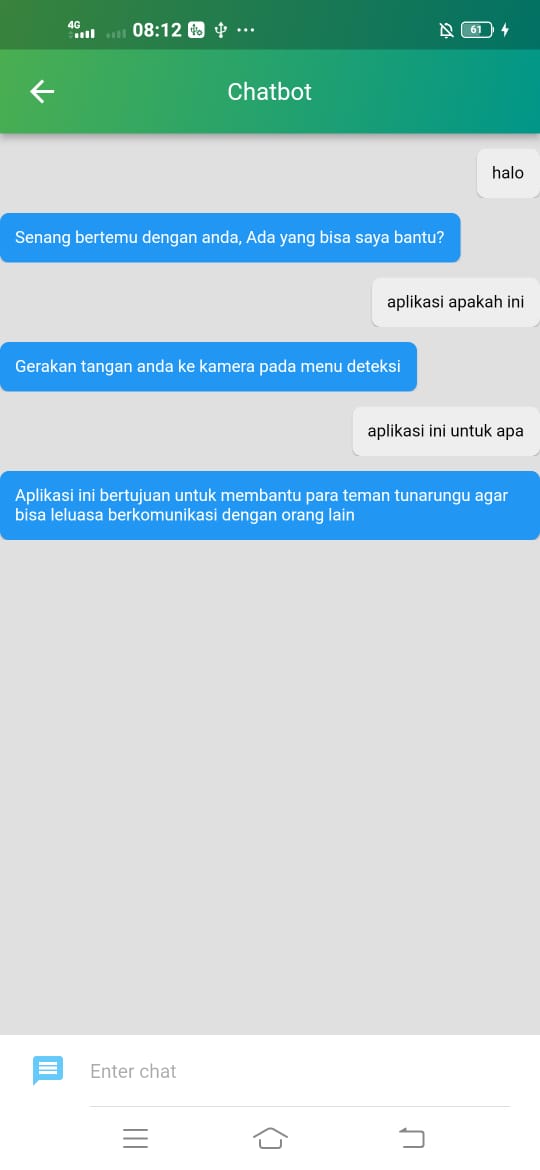 4G 08:12 61
Chatbot
halo
Senang bertemu dengan anda, Ada yang bisa saya bantu?
aplikasi apakah ini
Gerakan tangan anda ke kamera pada menu deteksi
aplikasi ini untuk apa
Aplikasi ini bertujuan untuk membantu para teman tunarungu agar
bisa leluasa berkomunikasi dengan orang lain
Enter chat